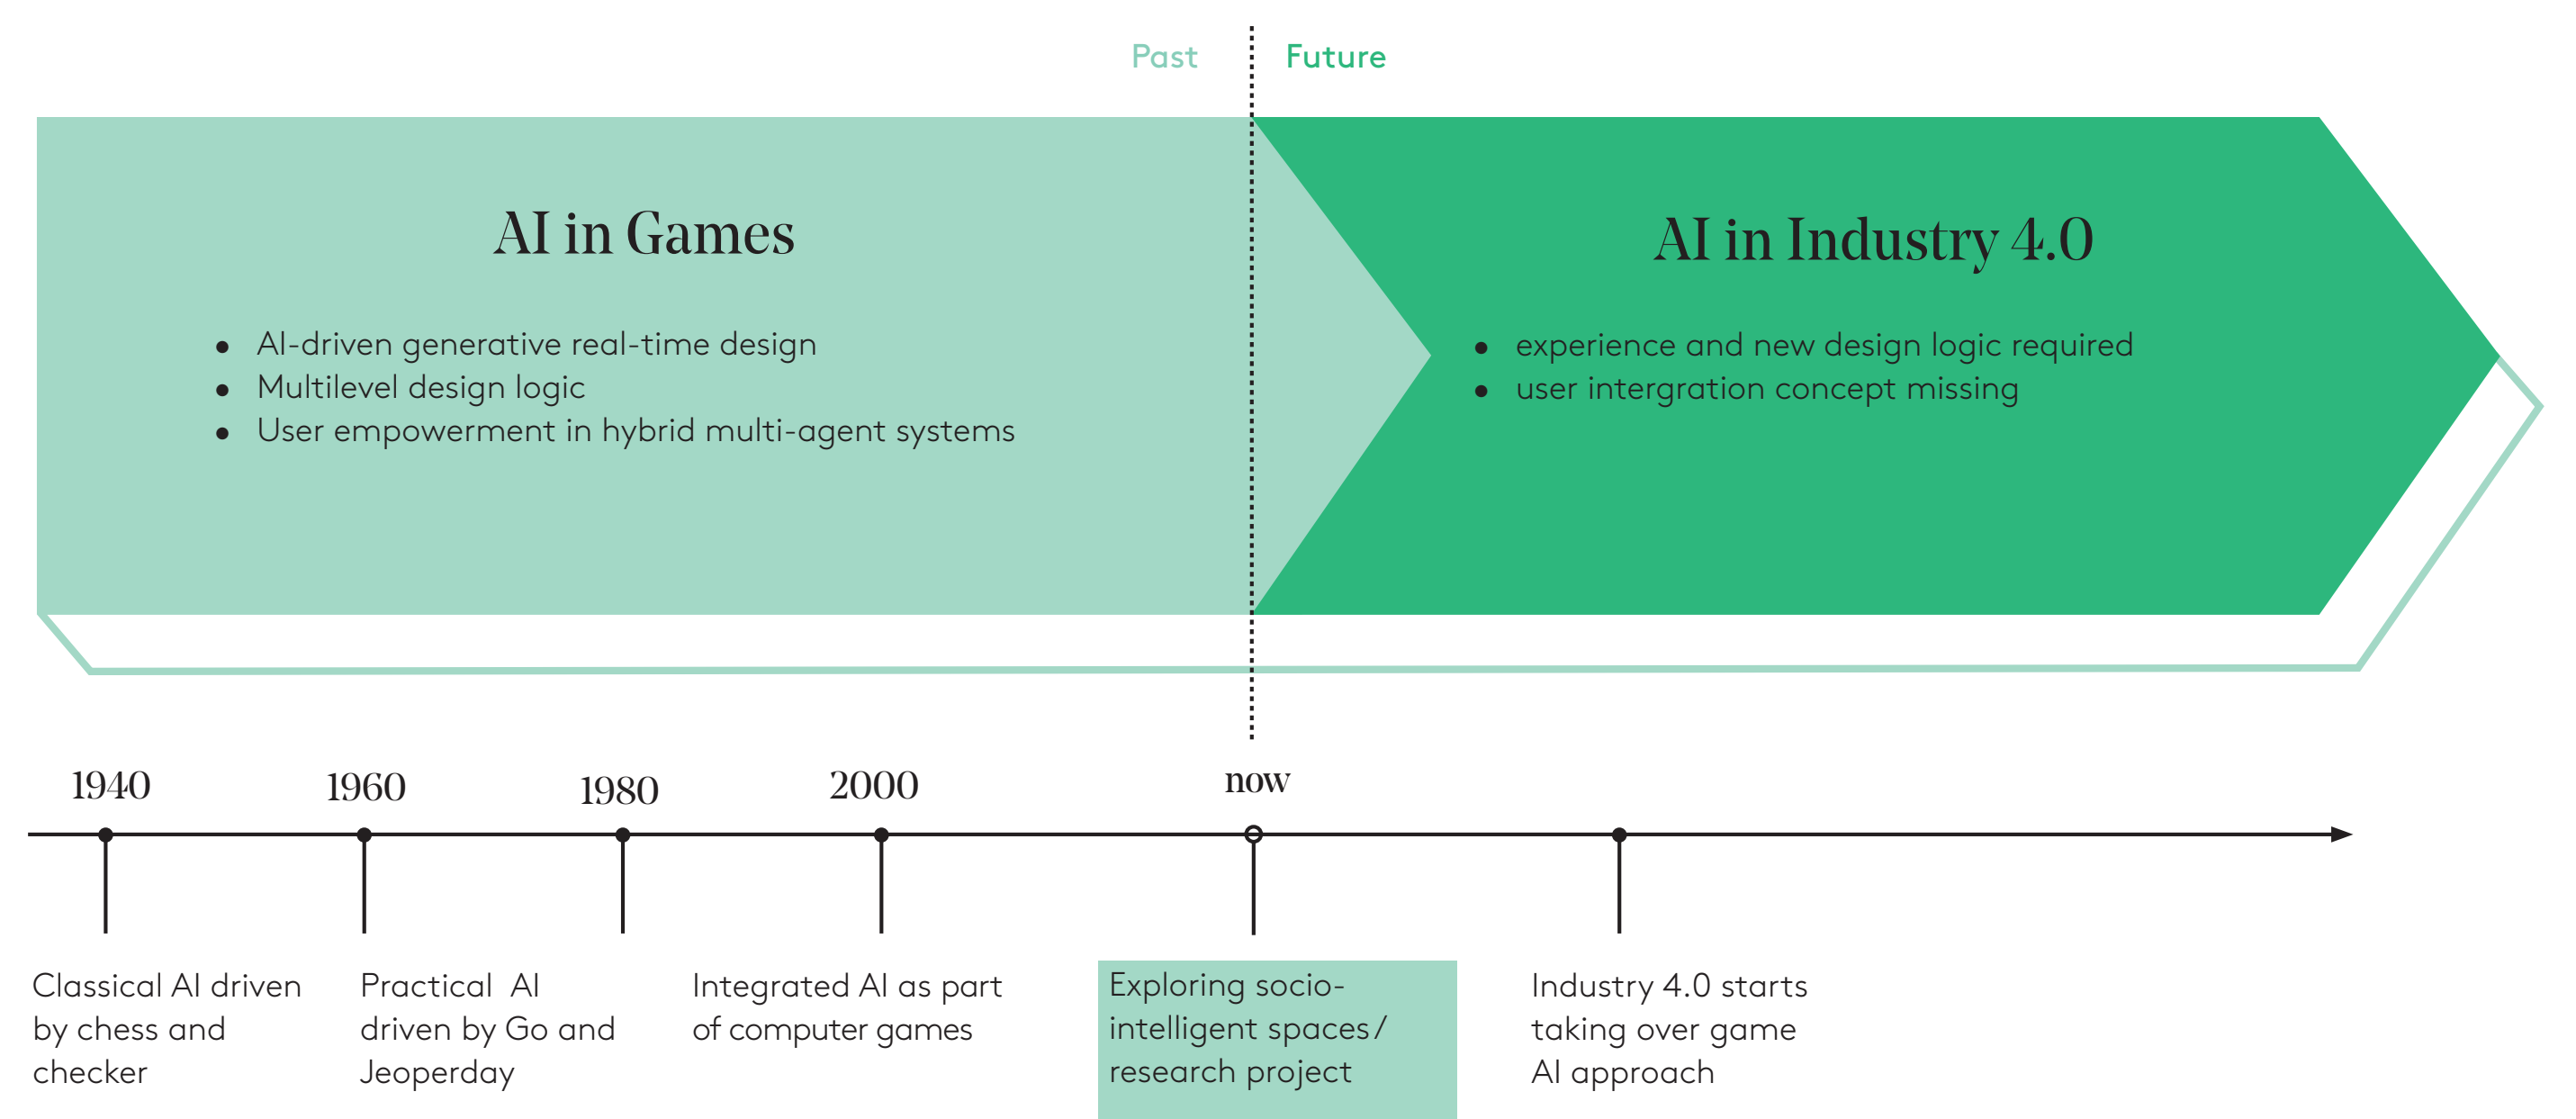 Past
Future
AI in Games
• AI-driven generative real-time design
• Multilevel design logic
• User empowerment in hybrid multi-agent systems
AI in Industry 4.0
• experience and new design logic required
• user intergration concept missing
1940
1960
1980
2000
now
Classical AI driven
by chess and
checker
Practical AI
driven by Go and
Jeoperday
Integrated AI as part
of computer games
Exploring socio-
intelligent spaces/
research project
Industry 4.0 starts
taking over game
AI approach